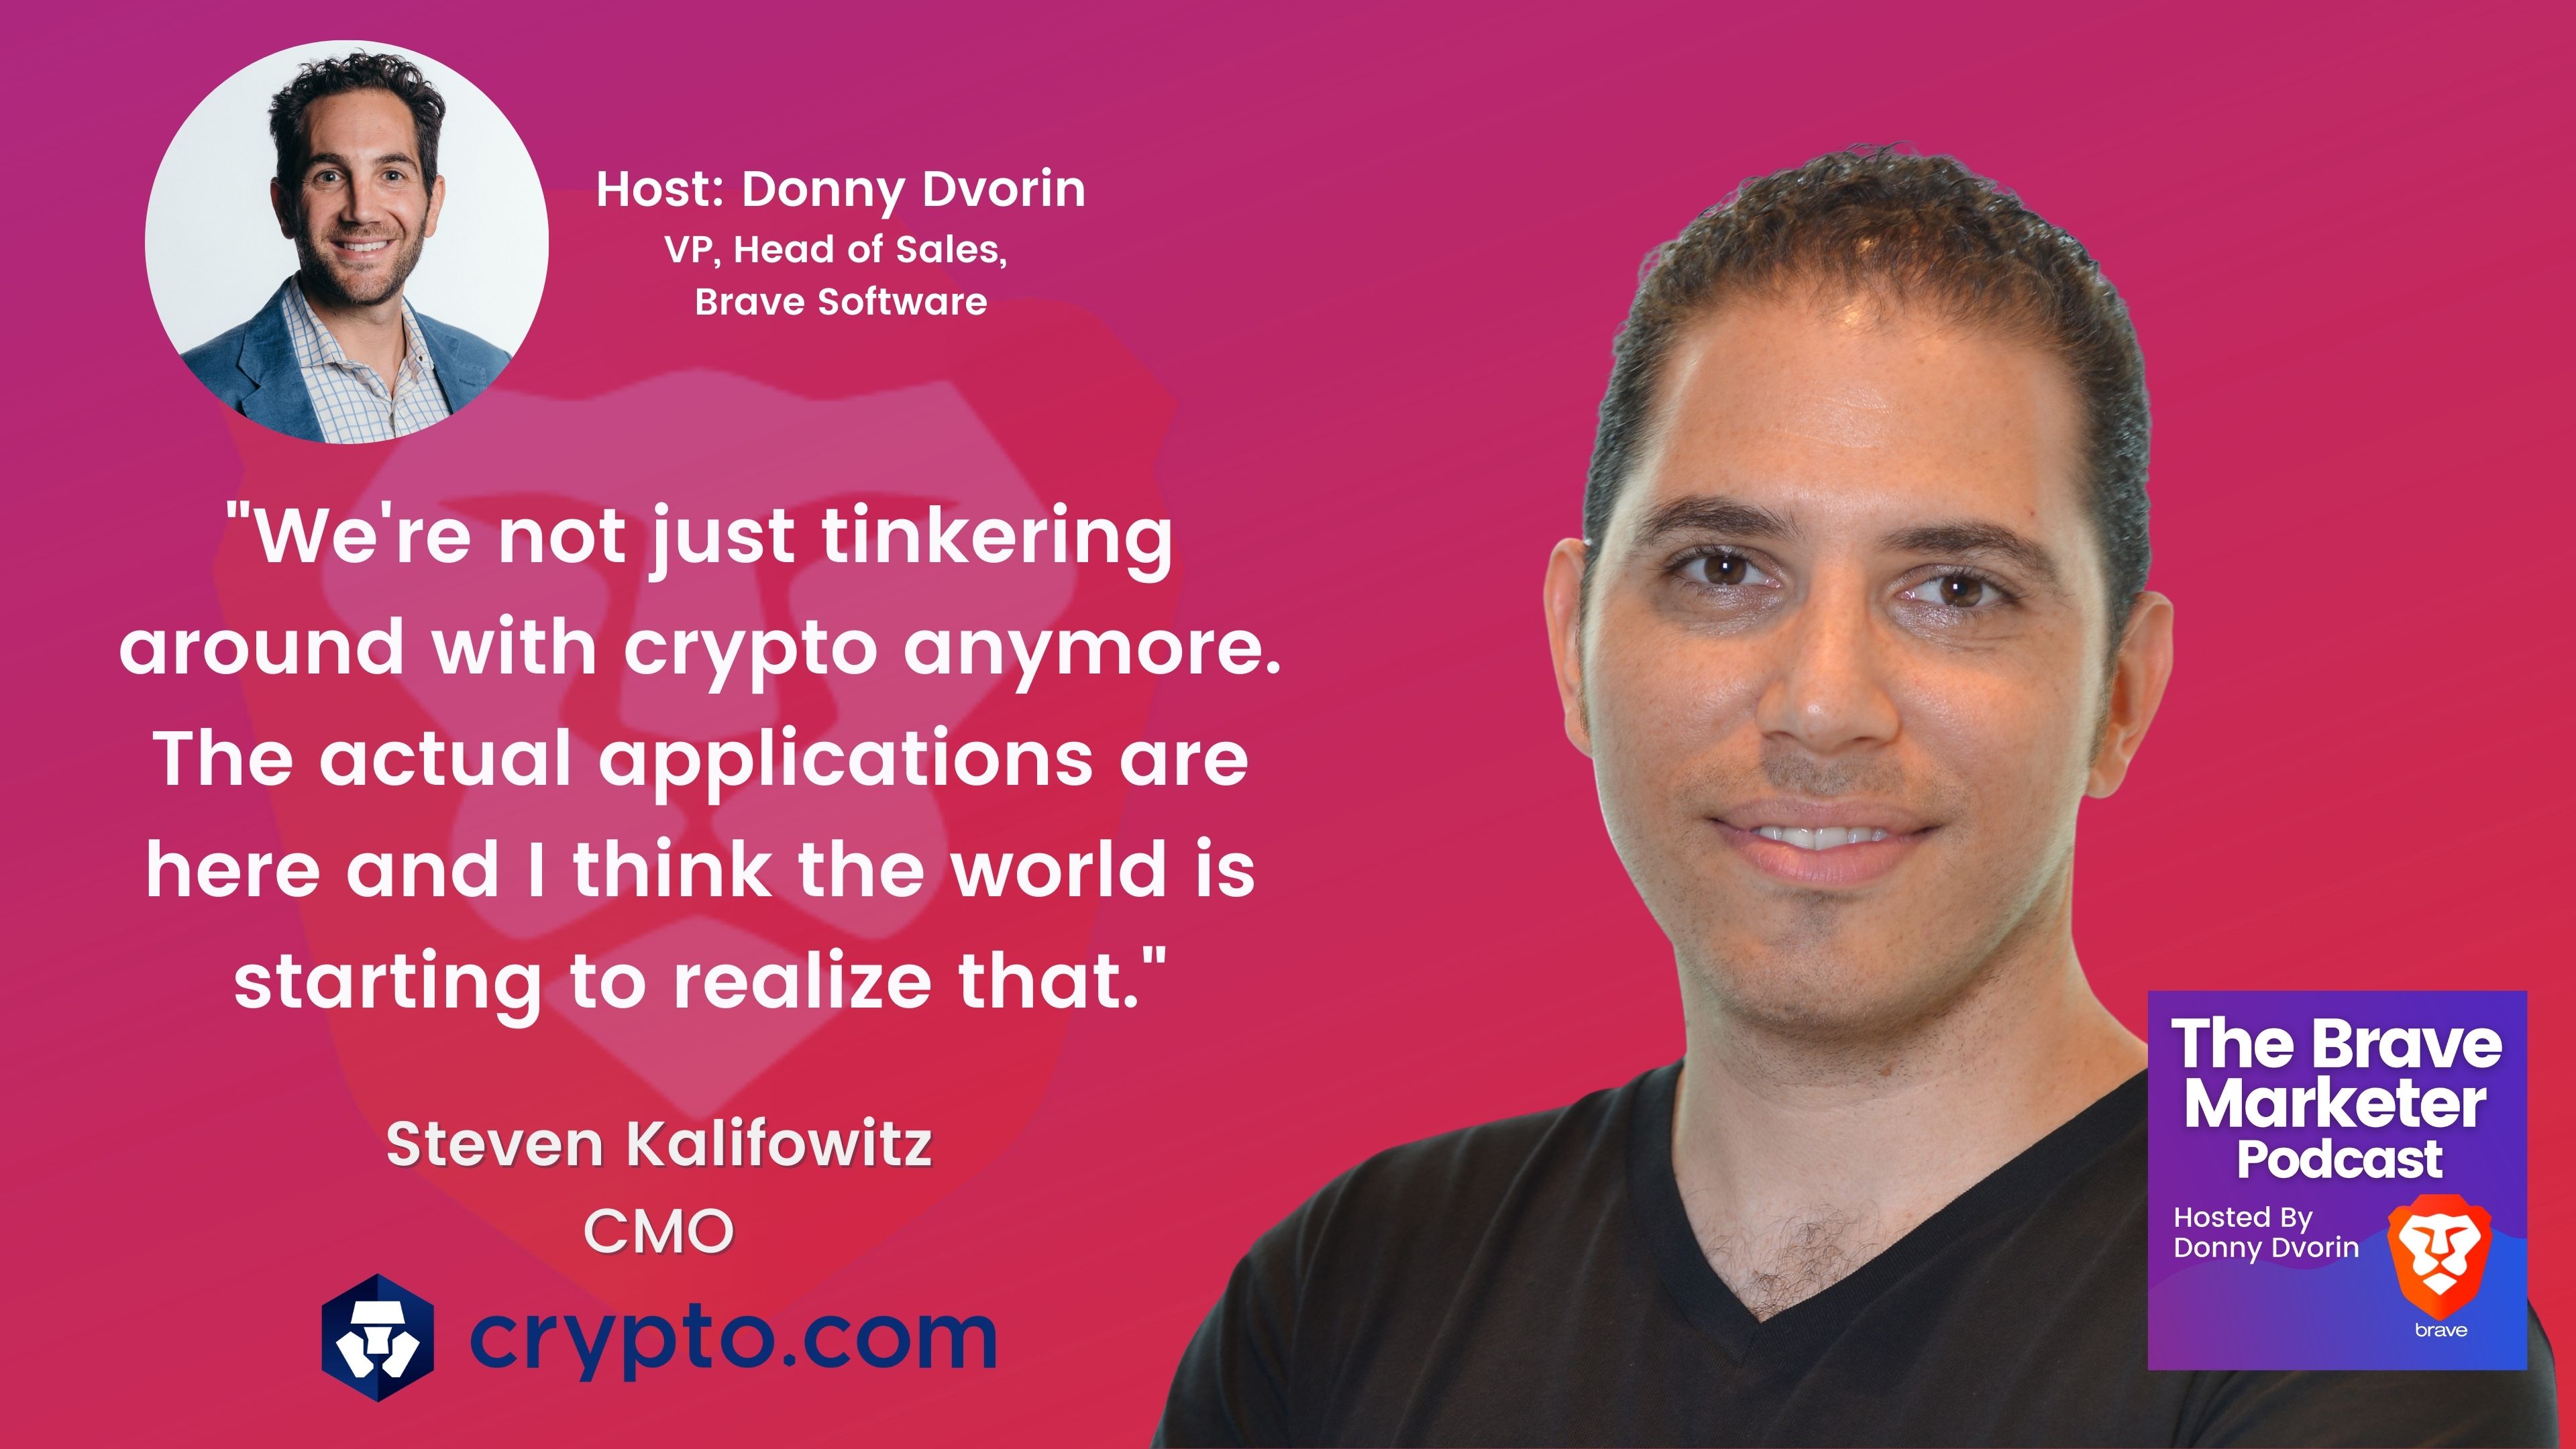 Host: Donny Dvorin
VP, Head of Sales,
Brave Software
"We're not just tinkering
around with crypto anymore.
The actual applications are
here and I think the world is
starting to realize that."
Steven Kalifowitz
CMO
crypto.com
The Brave
Marketer
Podcast
Hosted By
Donny Dvorin
brave